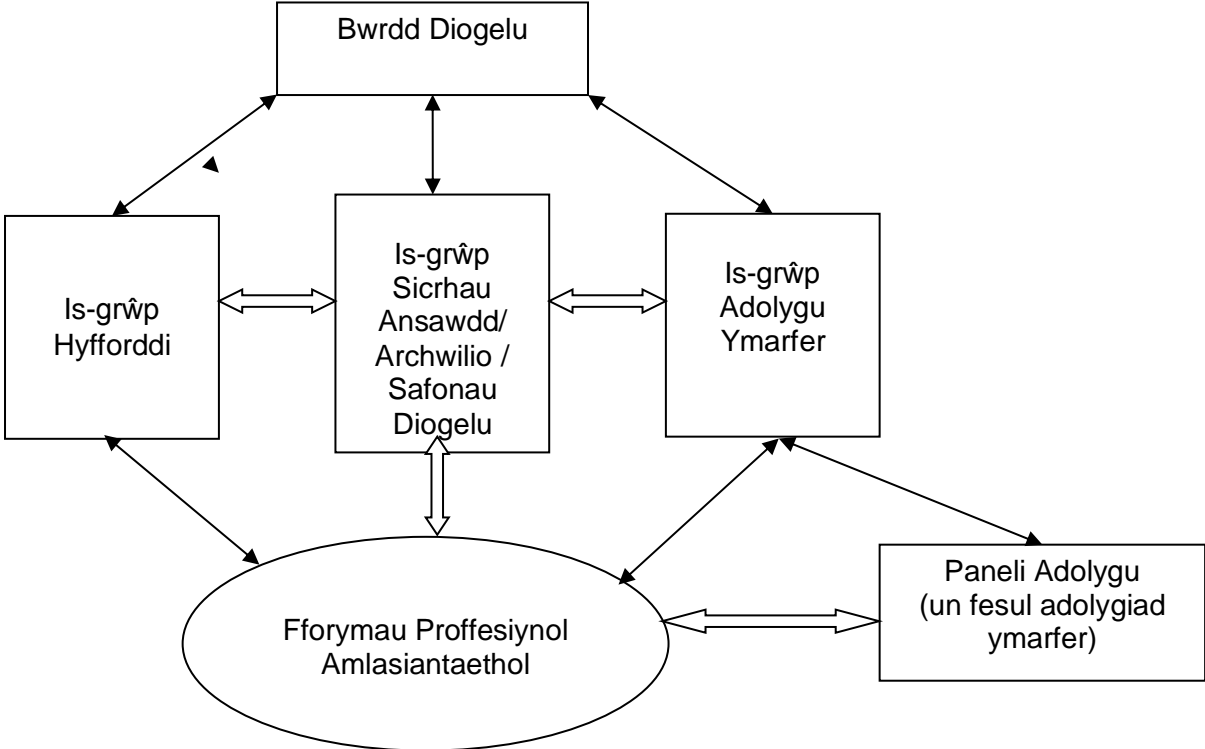 Bwrdd Diogelu
Is-grŵp
Hyfforddi
Is-grŵp
Sicrhau
Ansawdd/
Archwilio /
Safonau
Diogelu
Is-grŵp
Adolygu
Ymarfer
Fforymau Proffesiynol
Amlasiantaethol
Paneli Adolygu
(un fesul adolygiad
ymarfer)